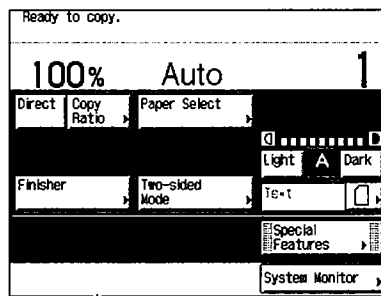 Ready to copy.
100% Auto 1
Direct Copy Ratio Paper Select
Light A Dark
Finisher Two-sided Mode Text
Special Features
System Monitor